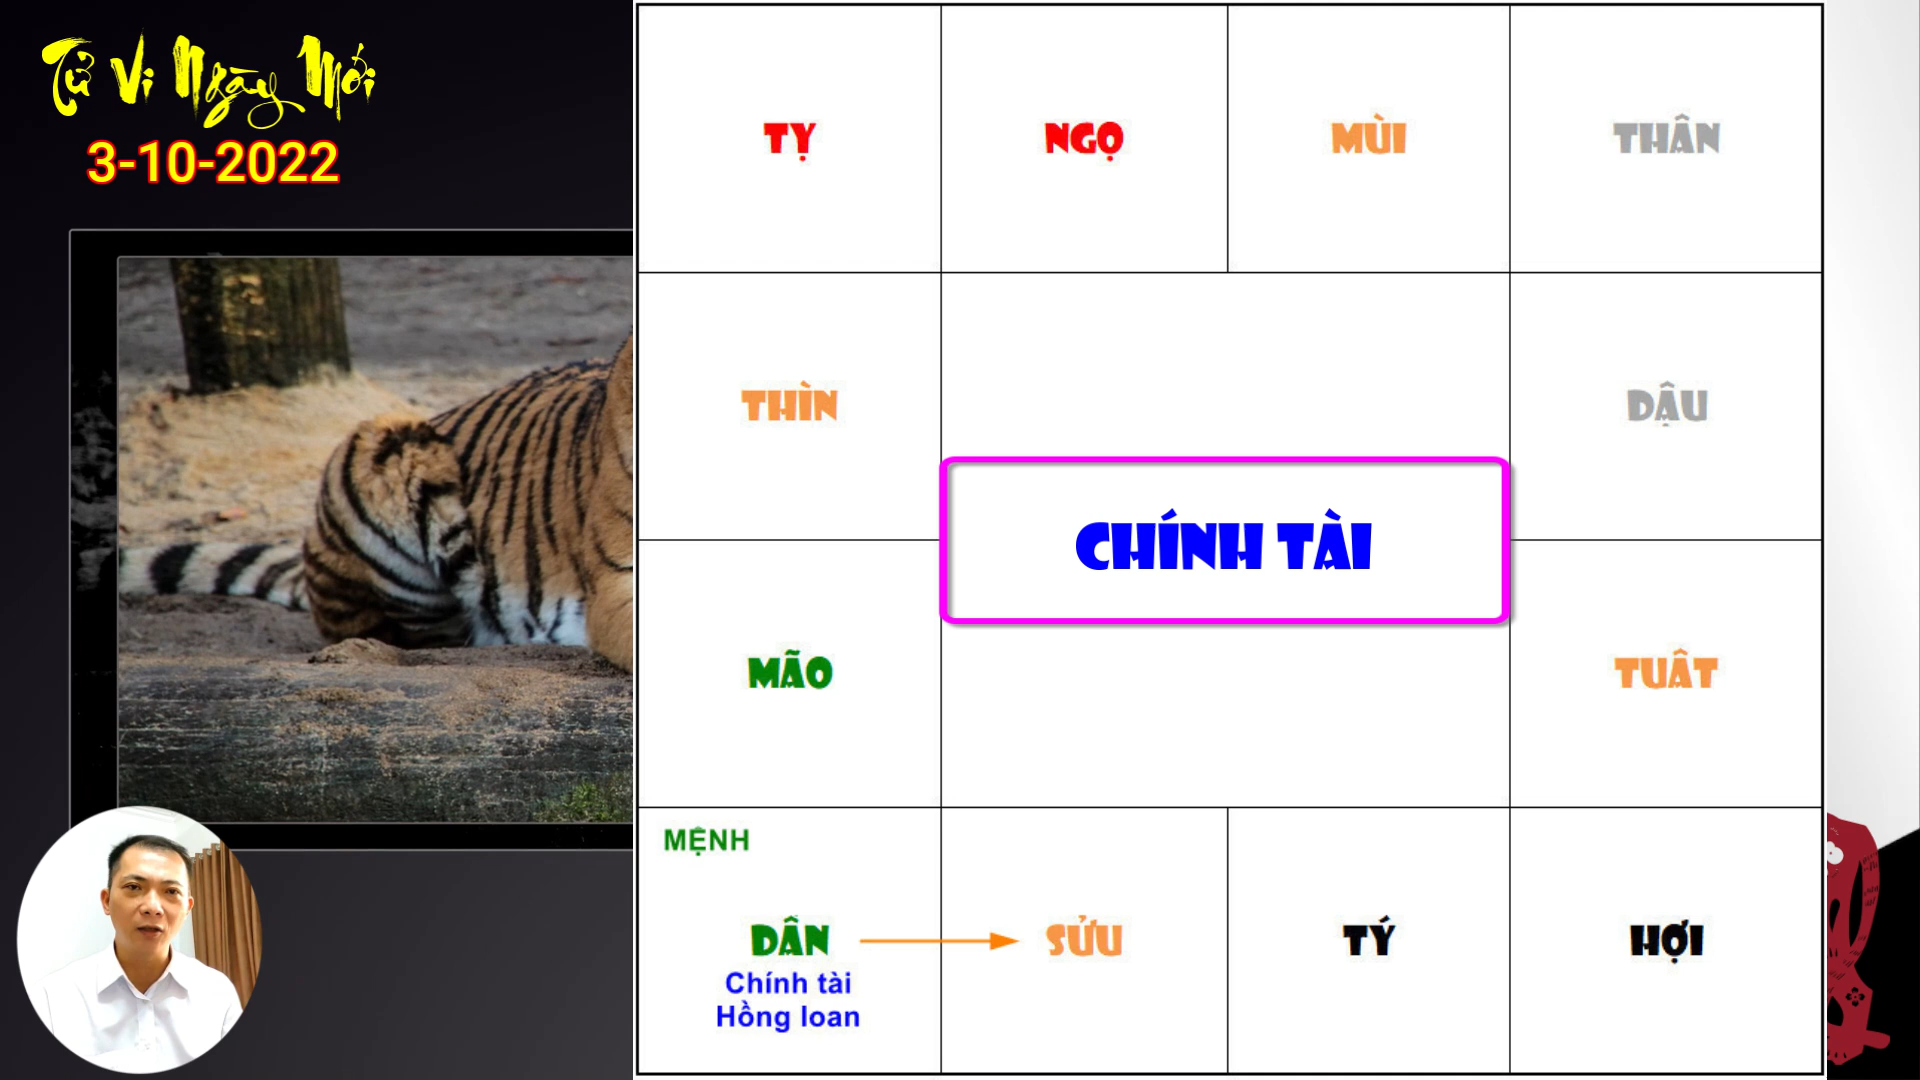 Tử Vi Ngày Mới
3-10-2022
TỴ
NGỌ
MÙI
THÂN
THÌN
DẬU
CHÍNH TÀI
MÃO
TUẤT
MỆNH
DẦN
SỬU
TÝ
HỢI
Chính tài
Hồng loan